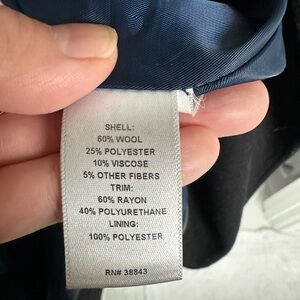 SHELL:
60% WOOL
25% POLYESTER
10% VISCOSE
5% OTHER FIBERS
TRIM:
60% RAYON
40% POLYURETHANE
LINING:
100% POLYESTER
RN# 38843